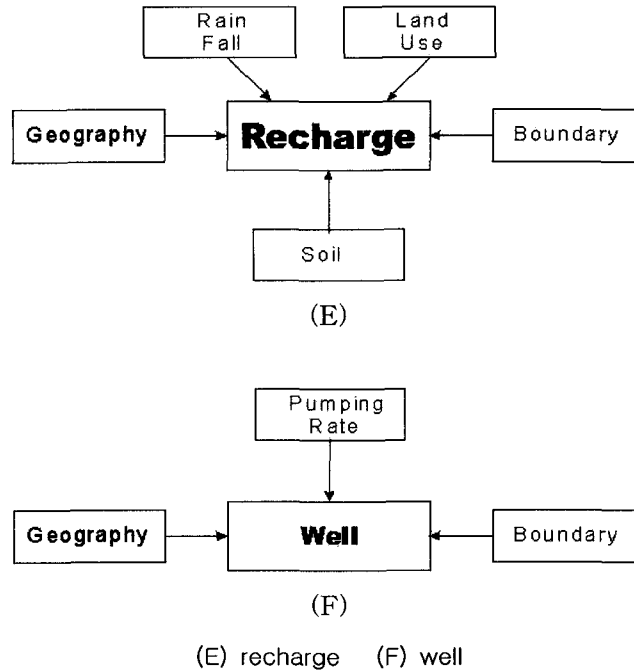 Rain
Fall
Land
Use
Geography
Recharge
Boundary
Soil
(E)
Pumping
Rate
Geography
Well
Boundary
(F)
(E) recharge (F) well